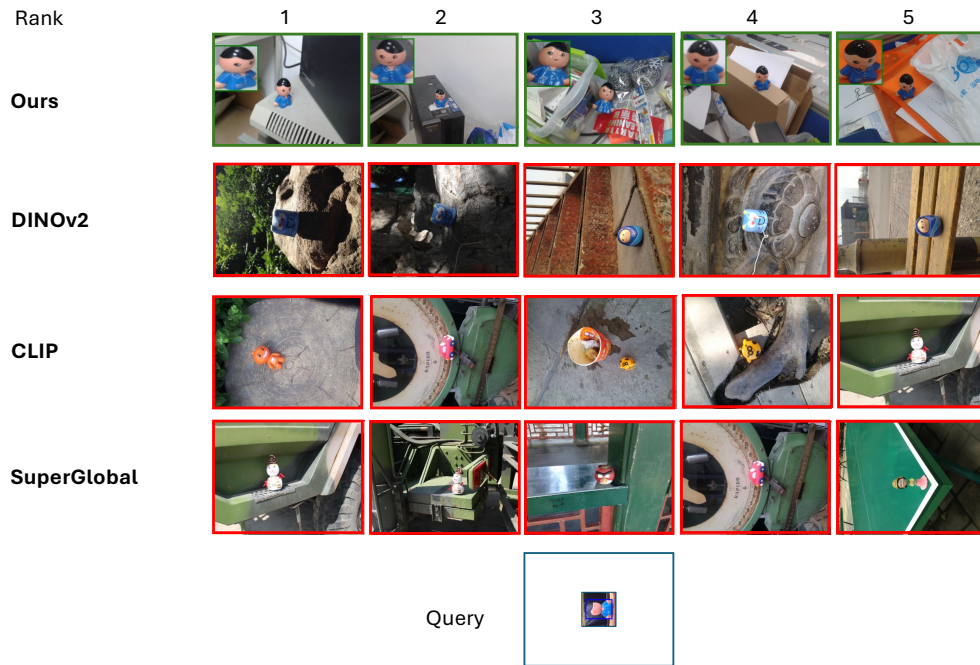 Rank 1 2 3 4 5
Ours
DINOv2
CLIP
SuperGlobal
Query